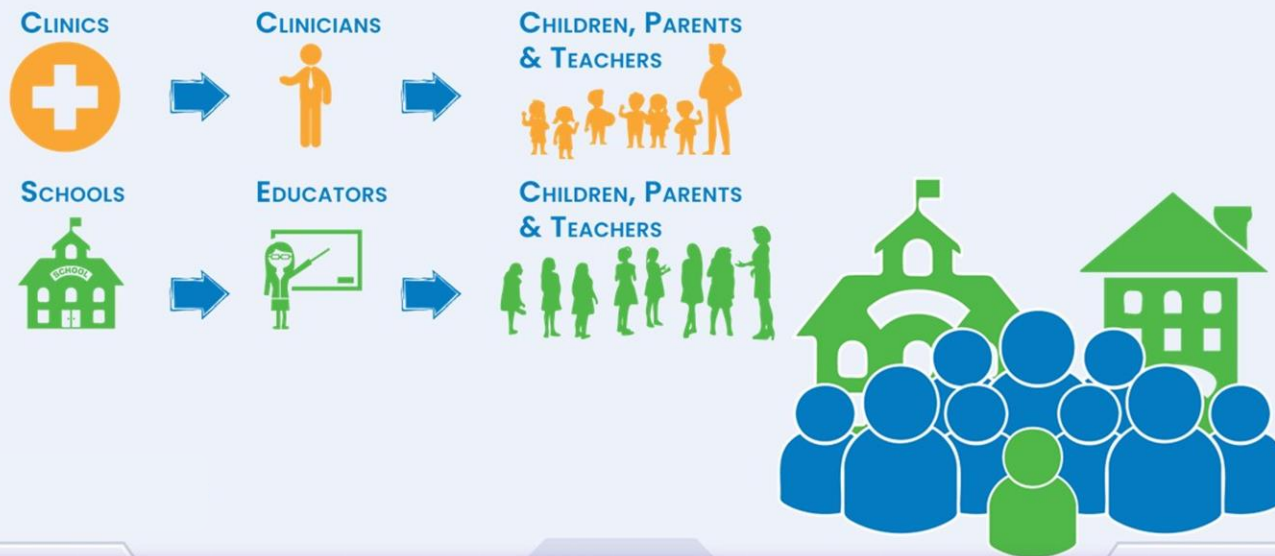 Clinics
Clinicians
Children, Parents
& Teachers
Schools
Educators
Children, Parents
& Teachers
SCHOOL